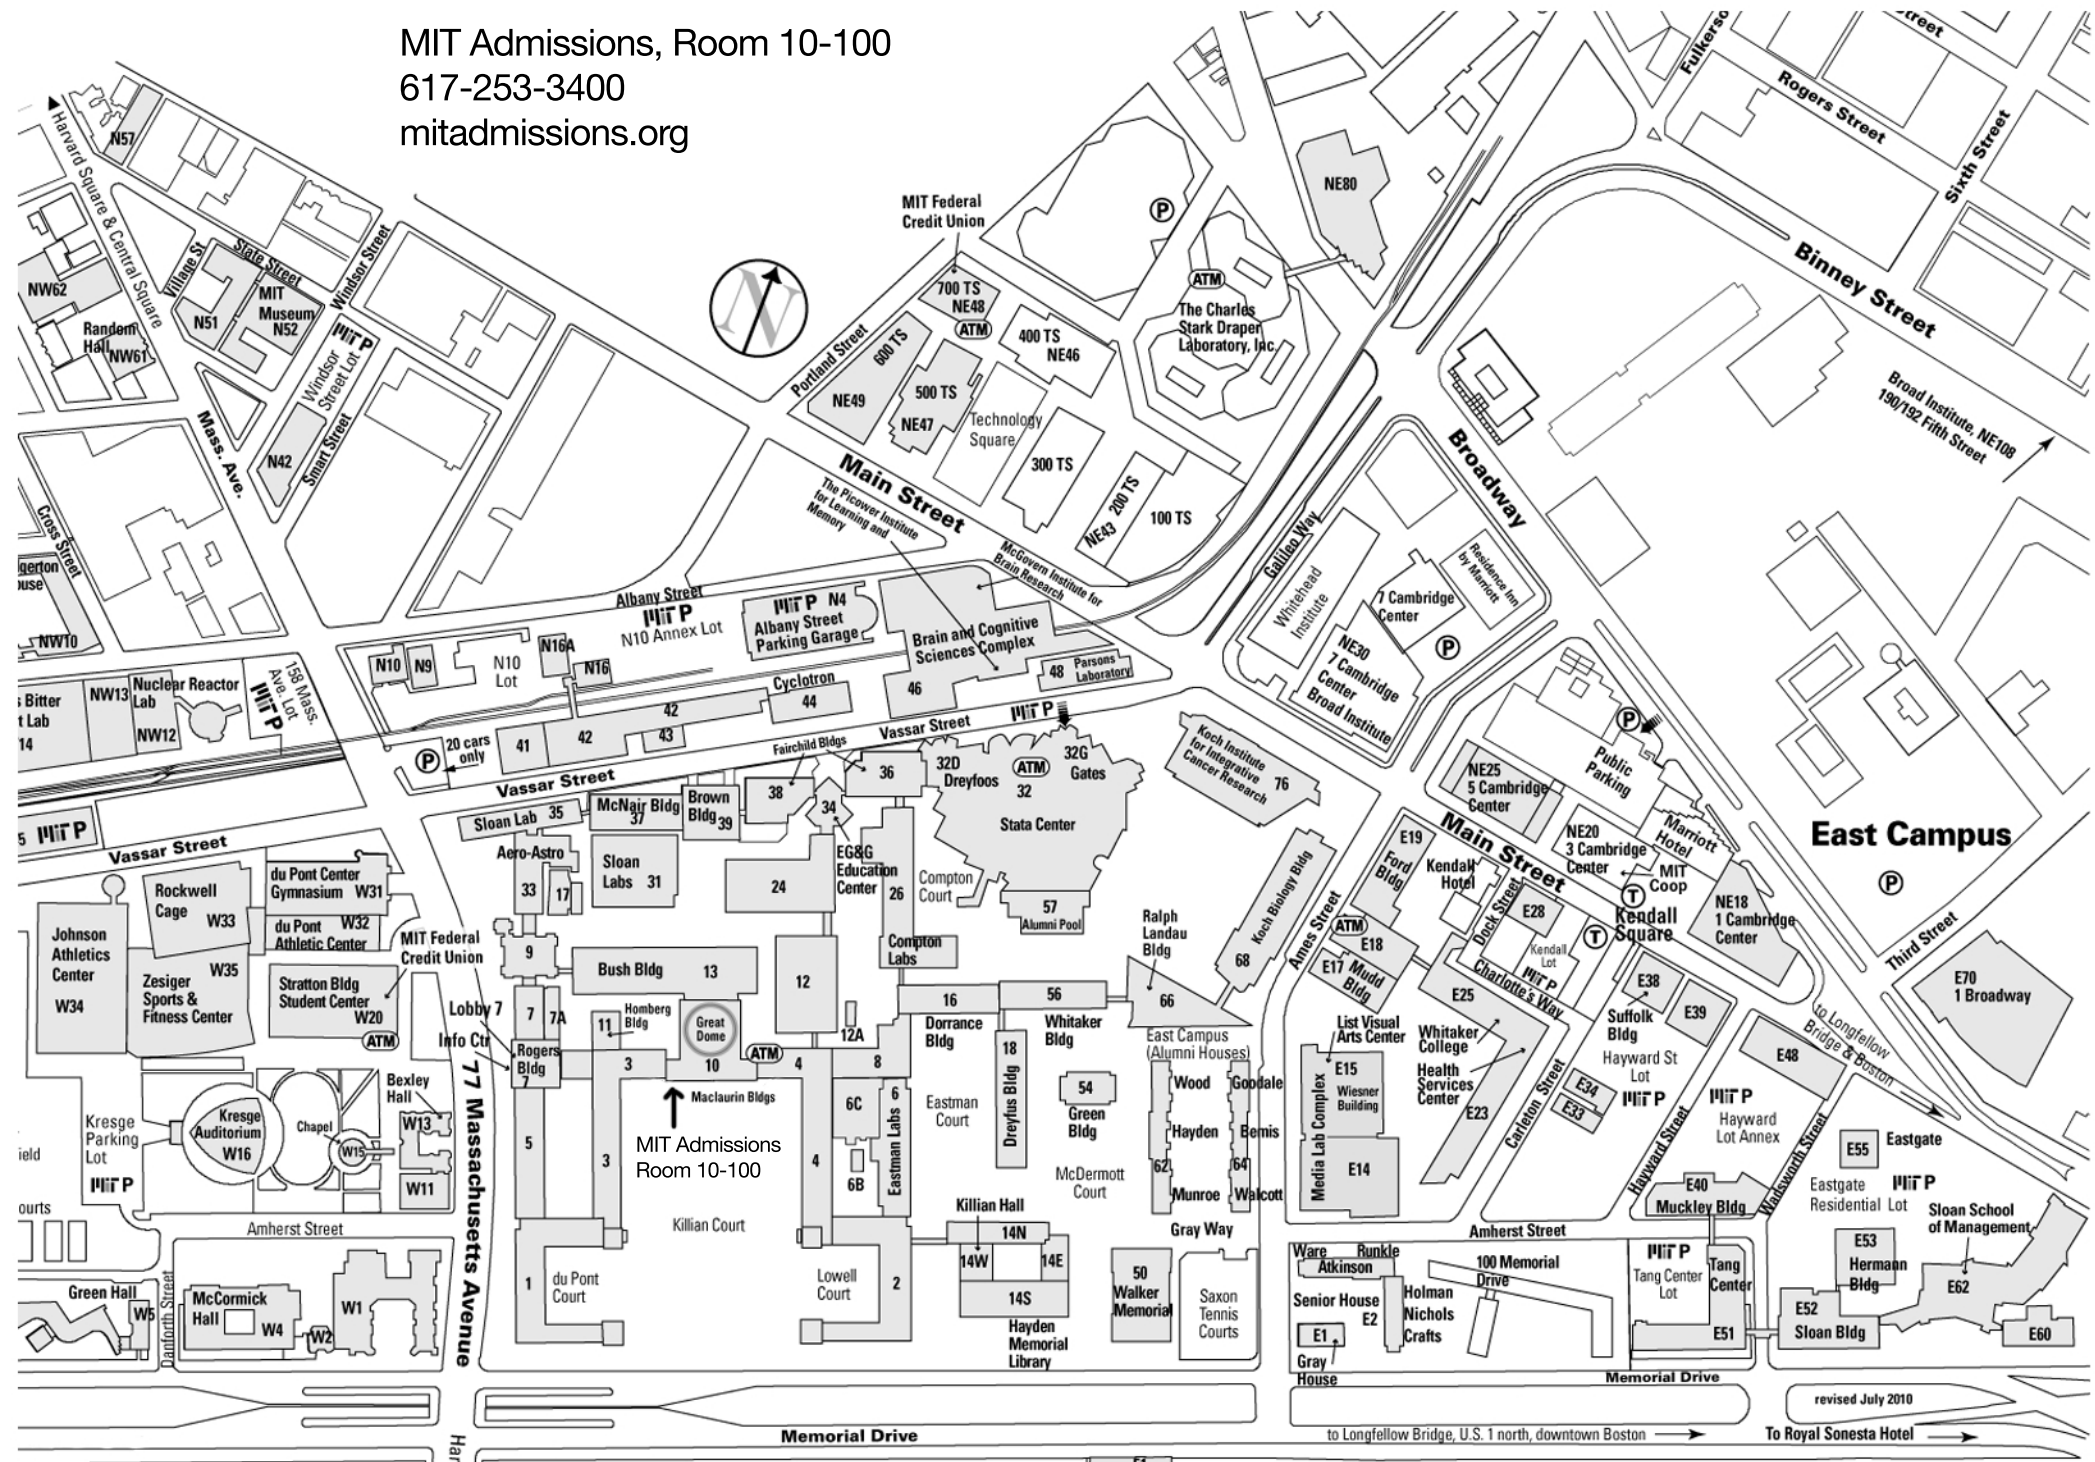 MIT Admissions, Room 10-100
617-253-3400
mitadmissions.org
Harvard Square & Central Square
N57
NW62
Random
Hall
NW61
Village St
State Street
Windsor Street
N51
MIT
Museum
N52
Windsor
Street Lot
MIT P
Smart Street
N42
Mass. Ave.
Cross Street
N
MIT Federal
Credit Union
700 TS
NE48
ATM
600 TS
NE49
500 TS
NE47
400 TS
NE46
Technology
Square
300 TS
200 TS
NE43
100 TS
Portland Street
Main Street
P
ATM
The Charles
Stark Draper
Laboratory, Inc.
NE80
Rogers Street
Sixth Street
Binney Street
Broad Institute, NE108
190/192 Fifth Street
Broadway
Galileo Way
Whitehead
Institute
7 Cambridge
Center
Residence Inn
by Marriott
P
NE30
7 Cambridge
Center
Broad Institute
The Picower Institute
for Learning and
Memory
McGovern Institute for
Brain Research
NW10
Albany Street
MIT P
N10 Annex Lot
MIT P N4
Albany Street
Parking Garage
Brain and Cognitive
Sciences Complex
46
48 Parsons
Laboratory
N10
N9
N10
Lot
N16A
N16
Cyclotron
44
42
41
42
43
20 cars
only
P
Vassar Street
Vassar Street
Vassar Street
MIT P
158 Mass.
Ave. Lot
MIT P
NW13
Nuclear Reactor
Lab
NW12
14
MIT P
Fairchild Bldgs
36
38
34
32D
Dreyfoos
ATM
32G
Gates
32
Stata Center
Koch Institute
for Integrative
Cancer Research
76
Sloan Lab 35
McNair Bldg
37
Brown
Bldg
39
Aero-Astro
33
17
Sloan
Labs 31
24
EG&G
Education
Center
26
Compton
Court
Compton
Labs
57
Alumni Pool
Koch Biology Bldg
68
Ralph
Landau
Bldg
66
Rockwell
Cage
W33
du Pont Center
Gymnasium W31
du Pont W32
Athletic Center
MIT Federal
Credit Union
Johnson
Athletics
Center
W34
Zesiger
Sports &
Fitness Center
W35
Stratton Bldg
Student Center
W20
ATM
9
Bush Bldg 13
12
12A
Lobby 7
7
7A
Info Ctr
Rogers
Bldg
7
11
Homberg
Bldg
Great
Dome
10
ATM
3
4
8
Maclaurin Bldgs
MIT Admissions
Room 10-100
16
Dorrance
Bldg
56
Whitaker
Bldg
18
Dreyfus Bldg
54
Green
Bldg
6C
6
6B
Eastman Labs
Eastman
Court
McDermott
Court
5
3
4
Killian Court
1
du Pont
Court
Lowell
Court
2
Killian Hall
14N
14W
14E
14S
Hayden
Memorial
Library
50
Walker
Memorial
Saxon
Tennis
Courts
East Campus
(Alumni Houses)
Wood
Goodale
Hayden
Bemis
62
64
Munroe
Walcott
Gray Way
77 Massachusetts Avenue
Kresge
Parking
Lot
MIT P
Kresge
Auditorium
W16
Chapel
W15
Bexley
Hall
W13
W11
Amherst Street
Green Hall
W5
Danforth Street
McCormick
Hall
W4
W2
W1
Memorial Drive
E19
Ford
Bldg
ATM
E18
E17 Mudd
Bldg
Ames Street
Main Street
Kendall
Hotel
Dock Street
E28
Kendall
Lot
MIT P
Charlotte's Way
E25
T
T
Kendall
Square
MIT
Coop
NE25
5 Cambridge
Center
NE20
3 Cambridge
Center
Marriott
Hotel
Public
Parking
P
NE18
1 Cambridge
Center
East Campus
P
Third Street
E70
1 Broadway
to Longfellow
Bridge & Boston
E38
Suffolk
Bldg
E39
Hayward St
Lot
MIT P
E34
E33
E48
MIT P
Hayward
Lot Annex
Carleton Street
Hayward Street
Wadsworth Street
List Visual
Arts Center
Whitaker
College
Health
Services
Center
E23
E15
Wiesner
Building
Media Lab Complex
E14
E40
Muckley Bldg
E55
Eastgate
Eastgate
Residential Lot
MIT P
Sloan School
of Management
E53
Hermann
Bldg
E62
E52
Sloan Bldg
E60
Amherst Street
MIT P
Tang Center
Lot
Tang
Center
E51
Ware
Runkle
Atkinson
Senior House
E2
Holman
Nichols
Crafts
E1
Gray
House
100 Memorial
Drive
Memorial Drive
revised July 2010
to Longfellow Bridge, U.S. 1 north, downtown Boston
To Royal Sonesta Hotel